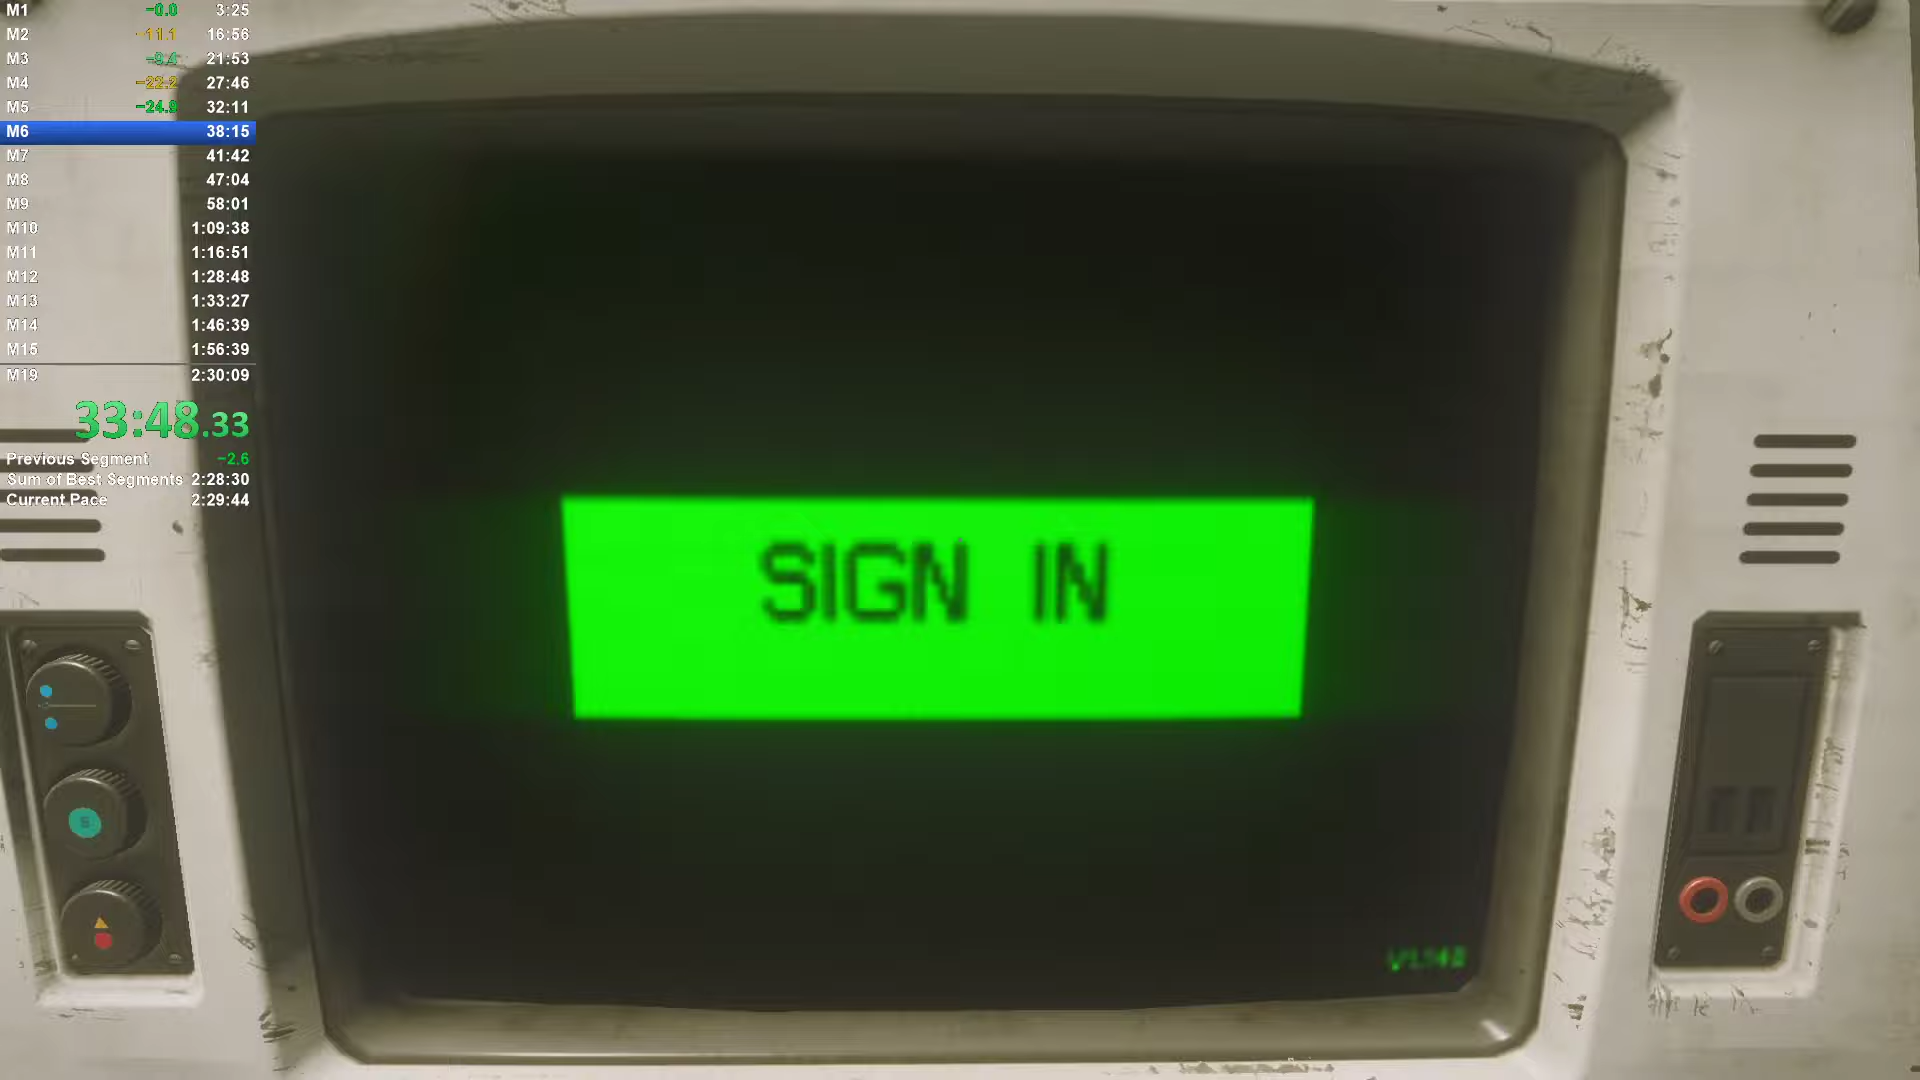 M1 −0.0 3:25
M2 −11.1 16:56
M3 −9.4 21:53
M4 −22.2 27:46
M5 −24.8 32:11
M6 38:15
M7 41:42
M8 47:04
M9 58:01
M10 1:09:38
M11 1:16:51
M12 1:28:48
M13 1:33:27
M14 1:46:39
M15 1:56:39
M19 2:30:09
33:48.33
Previous Segment −2.6
Sum of Best Segments 2:28:30
Current Pace 2:29:44
SIGN IN